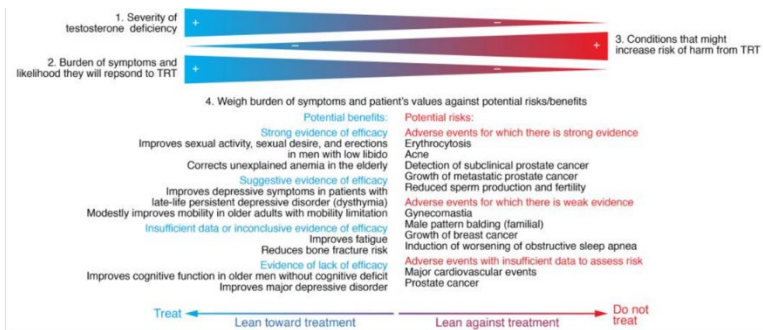 1. Severity of
testosterone deficiency
+
−
−
+
3. Conditions that might
increase risk of harm from TRT
2. Burden of symptoms and
likelihood they will repsond to TRT
+
−
4. Weigh burden of symptoms and patient's values against potential risks/benefits
Potential benefits:
Strong evidence of efficacy
Improves sexual activity, sexual desire, and erections
in men with low libido
Corrects unexplained anemia in the elderly
Suggestive evidence of efficacy
Improves depressive symptoms in patients with
late-life persistent depressive disorder (dysthymia)
Modestly improves mobility in older adults with mobility limitation
Insufficient data or inconclusive evidence of efficacy
Improves fatigue
Reduces bone fracture risk
Evidence of lack of efficacy
Improves cognitive function in older men without cognitive deficit
Improves major depressive disorder
Potential risks:
Adverse events for which there is strong evidence
Erythrocytosis
Acne
Detection of subclinical prostate cancer
Growth of metastatic prostate cancer
Reduced sperm production and fertility
Adverse events for which there is weak evidence
Gynecomastia
Male pattern balding (familial)
Growth of breast cancer
Induction of worsening of obstructive sleep apnea
Adverse events with insufficient data to assess risk
Major cardiovascular events
Prostate cancer
Treat
Lean toward treatment
Lean against treatment
Do not
treat